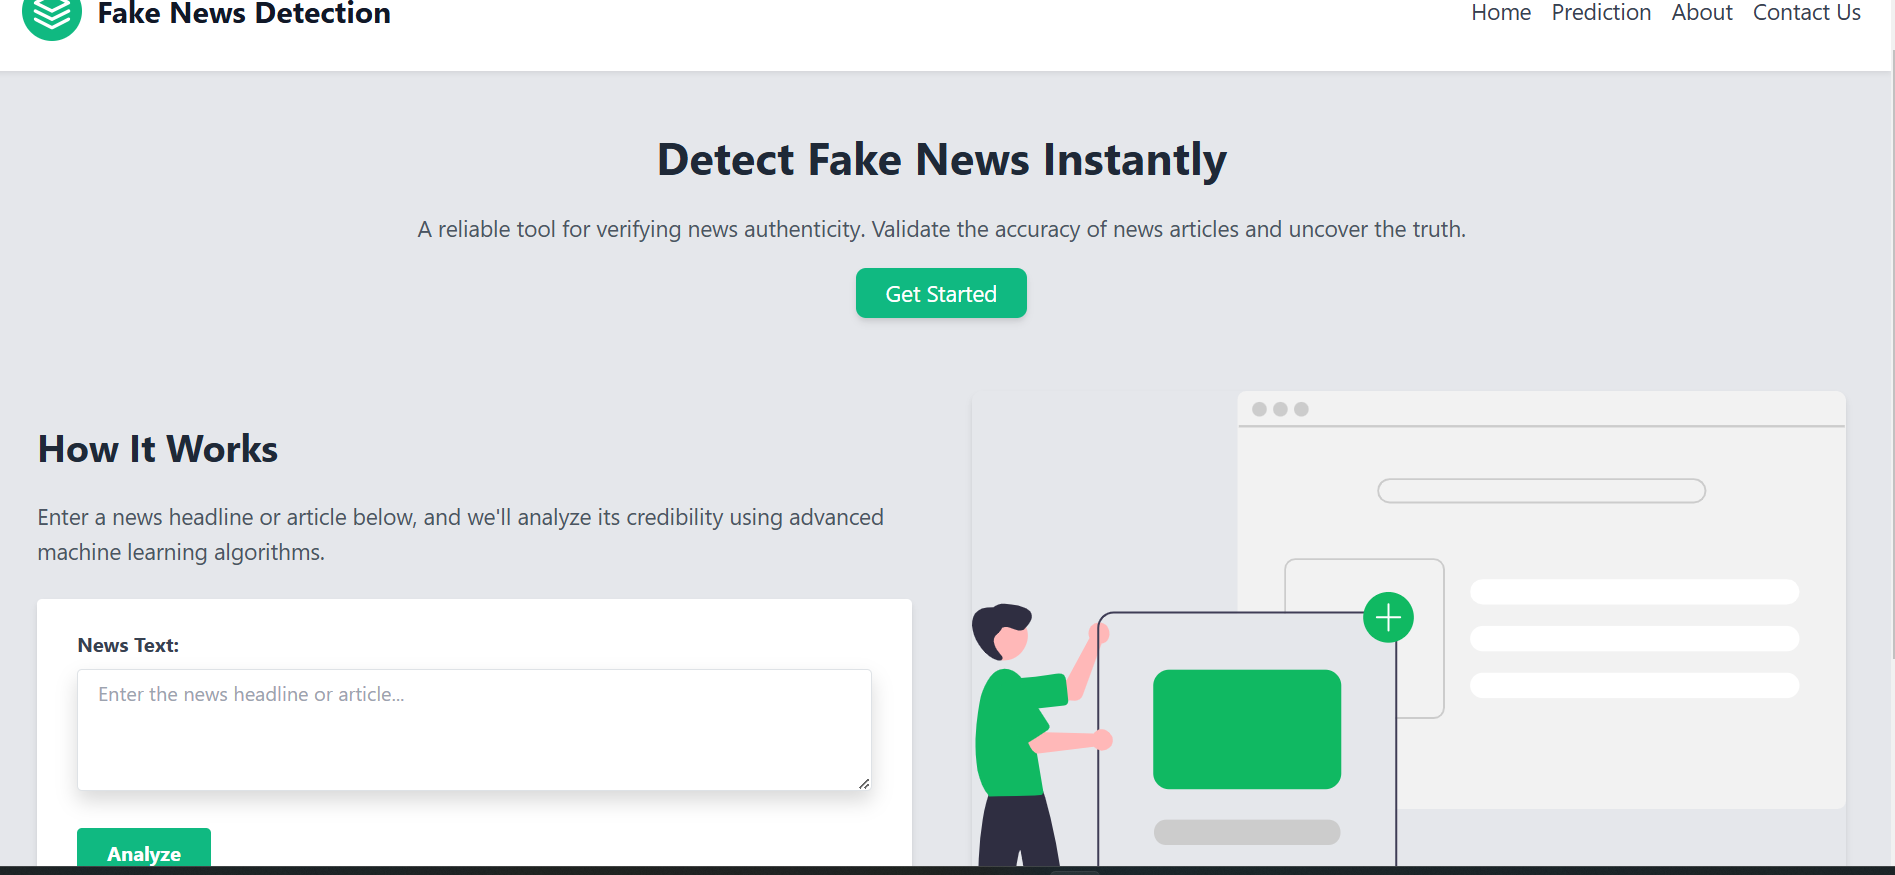 Fake News Detection
Home Prediction About Contact Us
Detect Fake News Instantly
A reliable tool for verifying news authenticity. Validate the accuracy of news articles and uncover the truth.
Get Started
How It Works
Enter a news headline or article below, and we'll analyze its credibility using advanced
machine learning algorithms.
News Text:
Enter the news headline or article...
Analyze